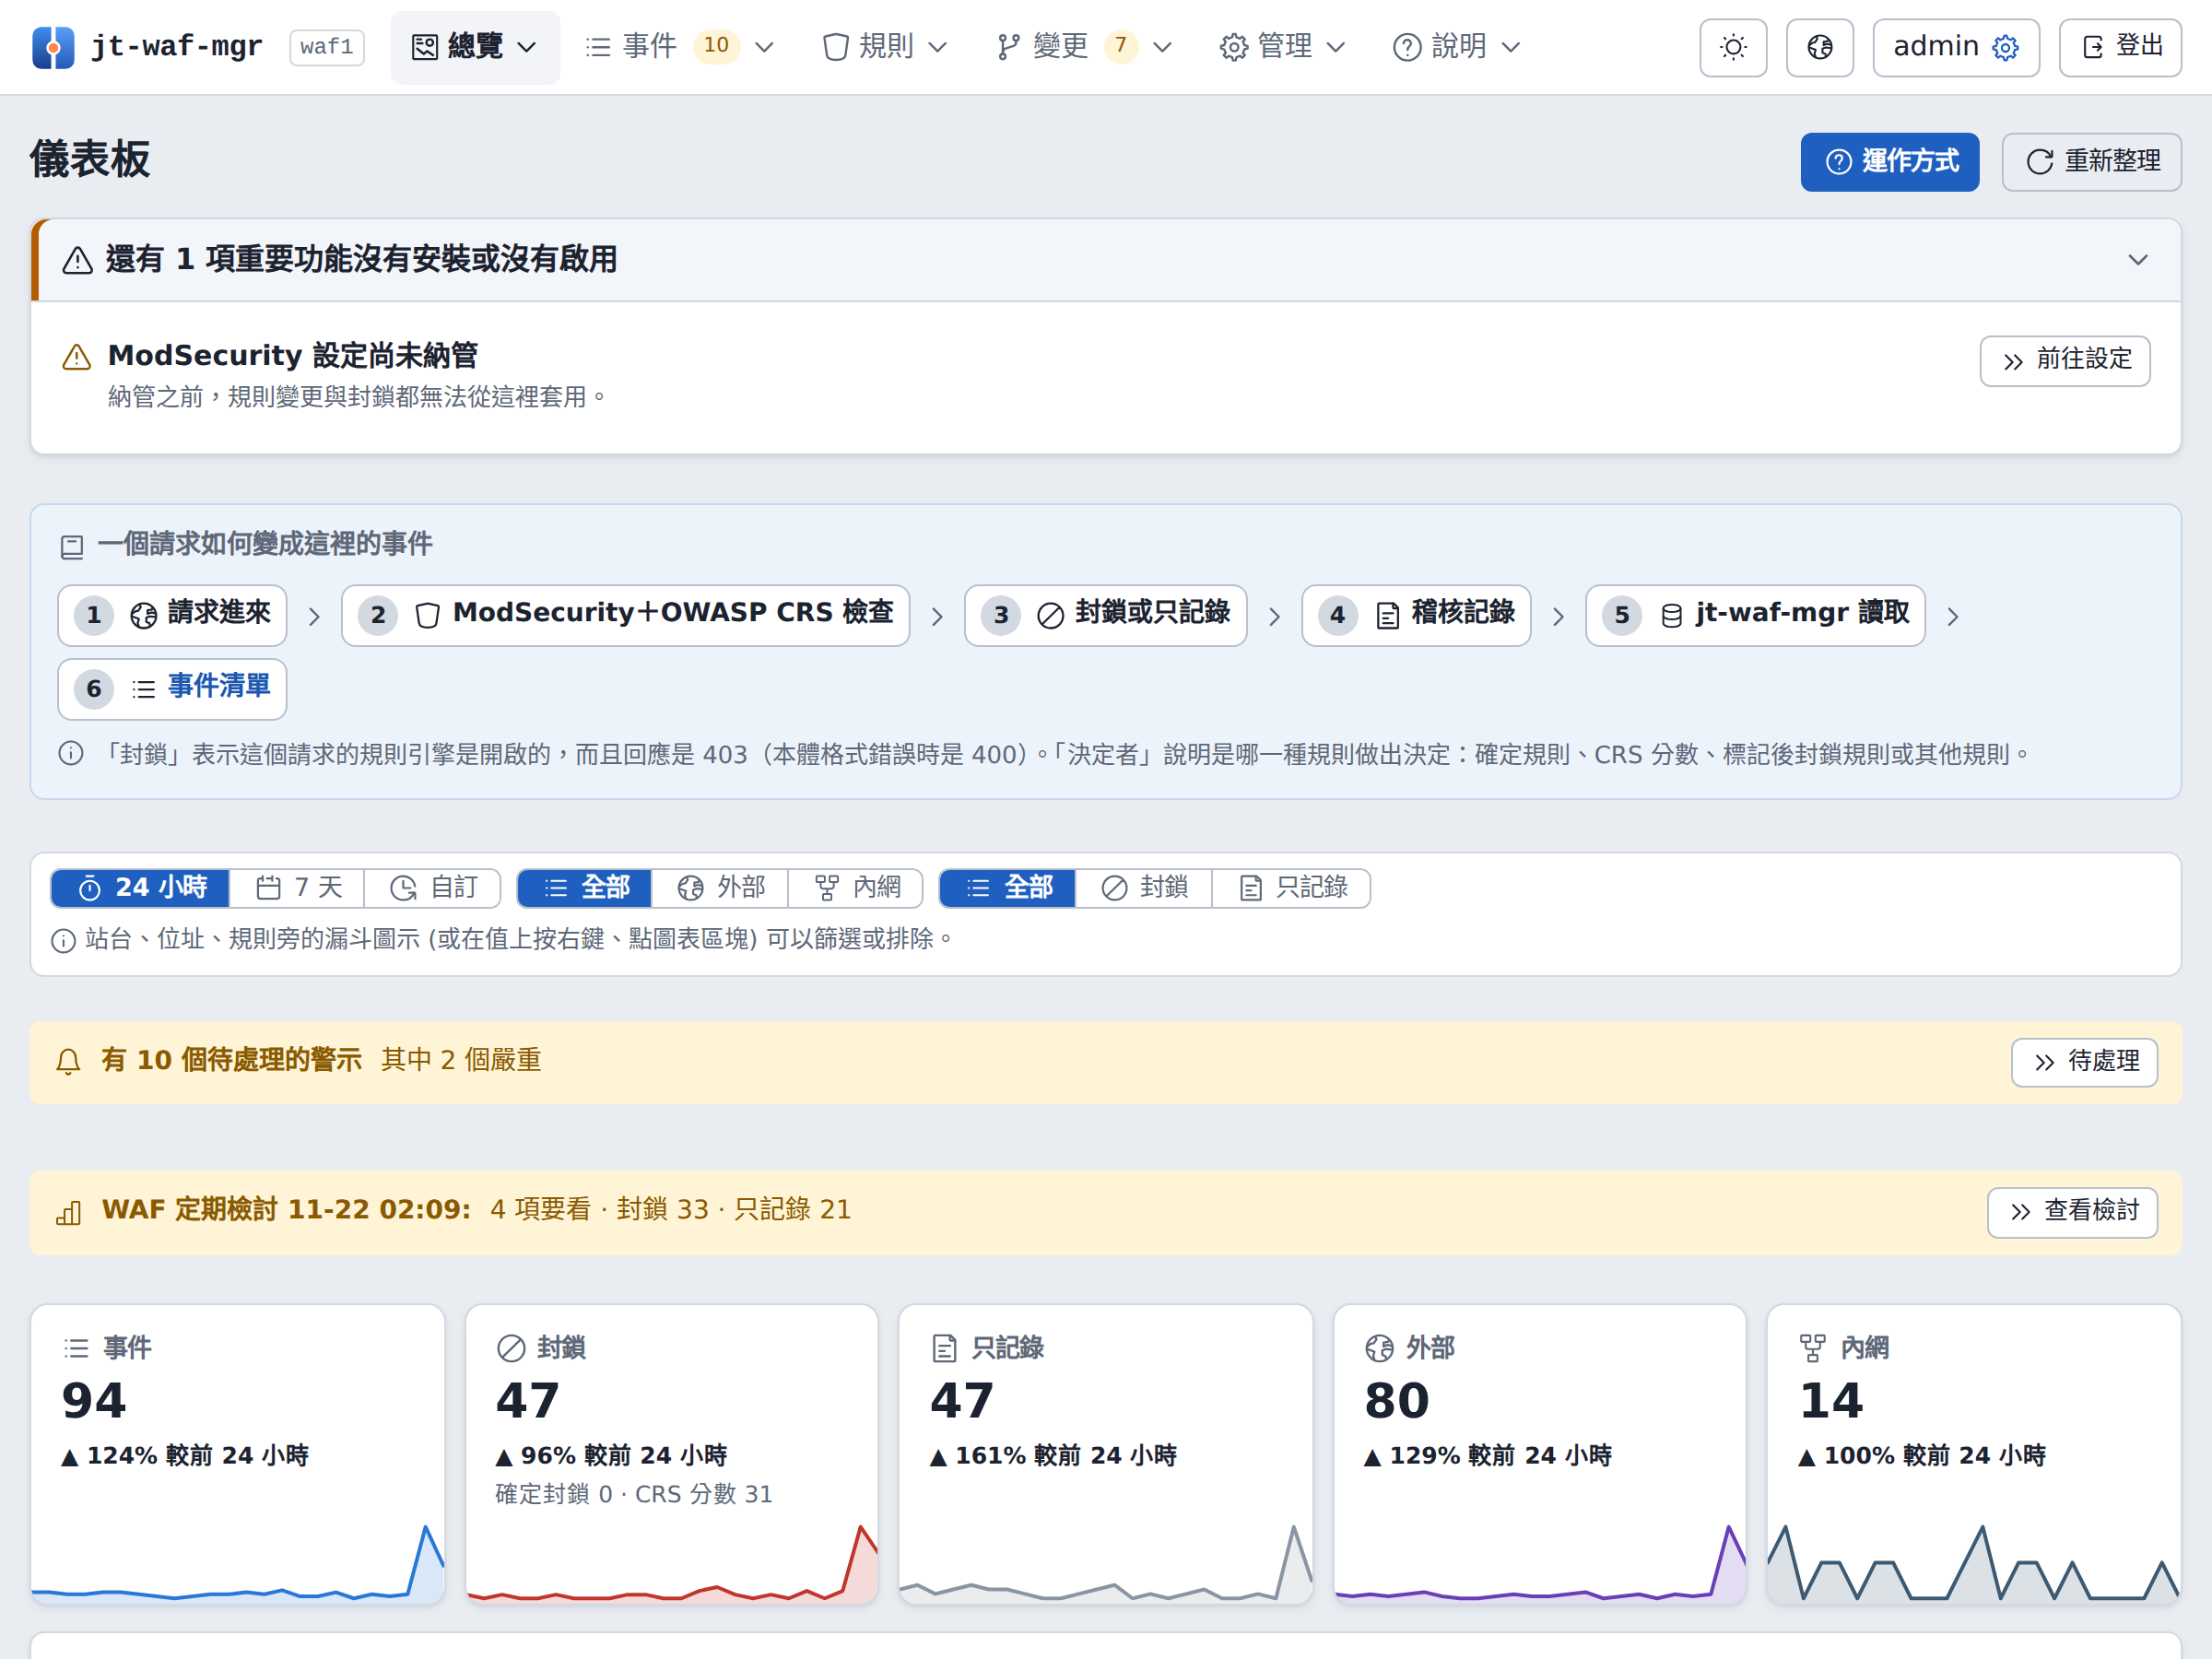 jt-waf-mgr waf1 總覽 事件 10 規則 變更 7 管理 說明 admin 登出
儀表板 運作方式 重新整理
還有 1 項重要功能沒有安裝或沒有啟用
ModSecurity 設定尚未納管 前往設定
納管之前，規則變更與封鎖都無法從這裡套用。
一個請求如何變成這裡的事件
1 請求進來 2 ModSecurity＋OWASP CRS 檢查 3 封鎖或只記錄 4 稽核記錄 5 jt-waf-mgr 讀取
6 事件清單
「封鎖」表示這個請求的規則引擎是開啟的，而且回應是 403（本體格式錯誤時是 400）。「決定者」說明是哪一種規則做出決定：確定規則、CRS 分數、標記後封鎖規則或其他規則。
24 小時 7 天 自訂 全部 外部 內網 全部 封鎖 只記錄
站台、位址、規則旁的漏斗圖示 (或在值上按右鍵、點圖表區塊) 可以篩選或排除。
有 10 個待處理的警示 其中 2 個嚴重 待處理
WAF 定期檢討 11-22 02:09: 4 項要看 · 封鎖 33 · 只記錄 21 查看檢討
事件 封鎖 只記錄 外部 內網
94 47 47 80 14
▲ 124% 較前 24 小時 ▲ 96% 較前 24 小時 ▲ 161% 較前 24 小時 ▲ 129% 較前 24 小時 ▲ 100% 較前 24 小時
確定封鎖 0 · CRS 分數 31